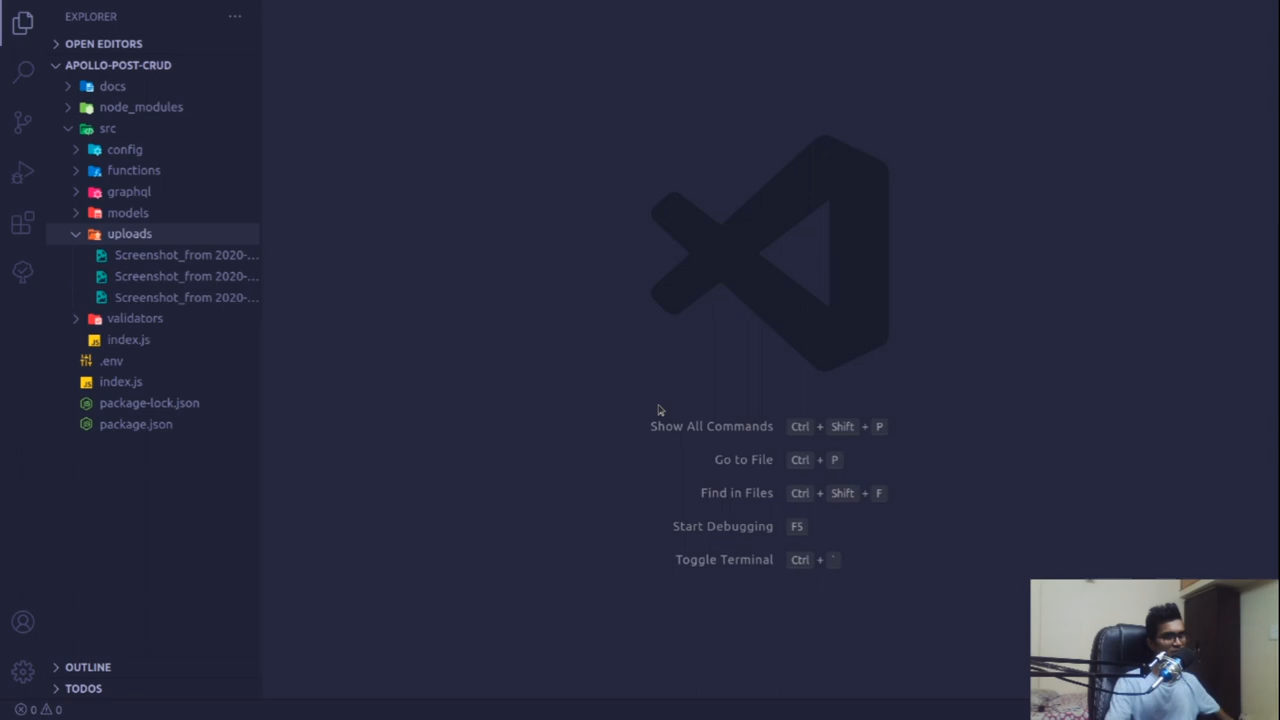 EXPLORER
OPEN EDITORS
APOLLO-POST-CRUD
docs
node_modules
src
config
functions
graphql
models
uploads
Screenshot_from 2020-...
Screenshot_from 2020-...
Screenshot_from 2020-...
validators
JS index.js
.env
JS index.js
package-lock.json
package.json
OUTLINE
TODOS
0 0
Show All Commands Ctrl + Shift + P
Go to File Ctrl + P
Find in Files Ctrl + Shift + F
Start Debugging F5
Toggle Terminal Ctrl + `